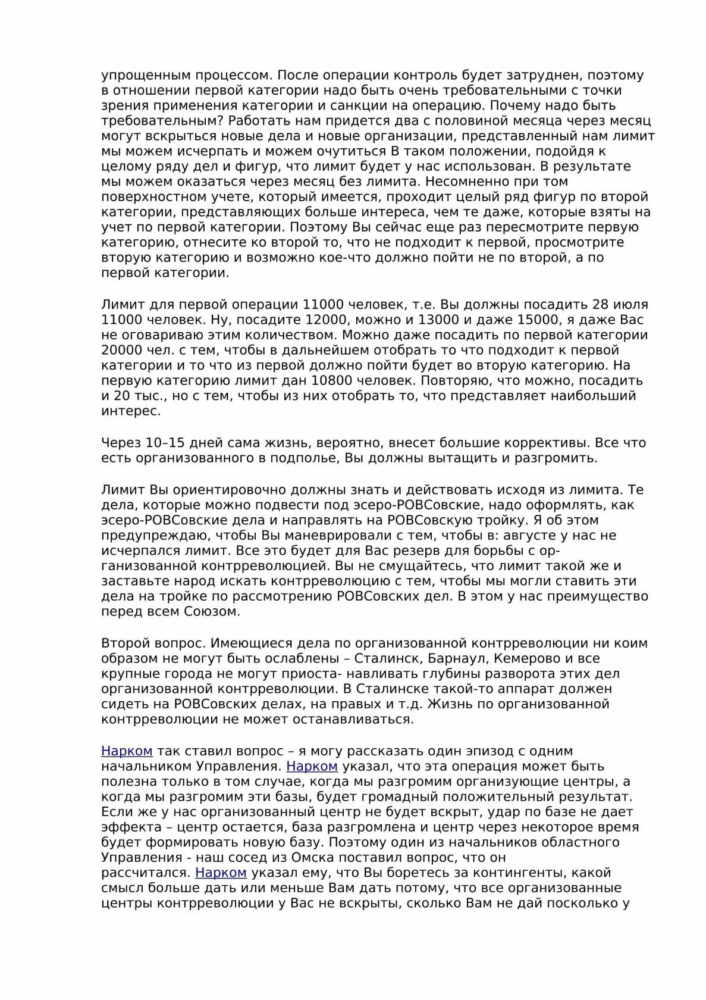 упрощенным процессом. После операции контроль будет затруднен, поэтому
в отношении первой категории надо быть очень требовательными с точки
зрения применения категории и санкции на операцию. Почему надо быть
требовательным? Работать нам придется два с половиной месяца через месяц
могут вскрыться новые дела и новые организации, представленный нам лимит
мы можем исчерпать и можем очутиться В таком положении, подойдя к
целому ряду дел и фигур, что лимит будет у нас использован. В результате
мы можем оказаться через месяц без лимита. Несомненно при том
поверхностном учете, который имеется, проходит целый ряд фигур по второй
категории, представляющих больше интереса, чем те даже, которые взяты на
учет по первой категории. Поэтому Вы сейчас еще раз пересмотрите первую
категорию, отнесите ко второй то, что не подходит к первой, просмотрите
вторую категорию и возможно кое-что должно пойти не по второй, а по
первой категории.

Лимит для первой операции 11000 человек, т.е. Вы должны посадить 28 июля
11000 человек. Ну, посадите 12000, можно и 13000 и даже 15000, я даже Вас
не оговариваю этим количеством. Можно даже посадить по первой категории
20000 чел. с тем, чтобы в дальнейшем отобрать то что подходит к первой
категории и то что из первой должно пойти будет во вторую категорию. На
первую категорию лимит дан 10800 человек. Повторяю, что можно, посадить
и 20 тыс., но с тем, чтобы из них отобрать то, что представляет наибольший
интерес.

Через 10–15 дней сама жизнь, вероятно, внесет большие коррективы. Все что
есть организованного в подполье, Вы должны вытащить и разгромить.

Лимит Вы ориентировочно должны знать и действовать исходя из лимита. Те
дела, которые можно подвести под эсеро-РОВСовские, надо оформлять, как
эсеро-РОВСовские дела и направлять на РОВСовскую тройку. Я об этом
предупреждаю, чтобы Вы маневрировали с тем, чтобы в: августе у нас не
исчерпался лимит. Все это будет для Вас резерв для борьбы с ор-
ганизованной контрреволюцией. Вы не смущайтесь, что лимит такой же и
заставьте народ искать контрреволюцию с тем, чтобы мы могли ставить эти
дела на тройке по рассмотрению РОВСовских дел. В этом у нас преимущество
перед всем Союзом.

Второй вопрос. Имеющиеся дела по организованной контрреволюции ни коим
образом не могут быть ослаблены – Сталинск, Барнаул, Кемерово и все
крупные города не могут приоста- навливать глубины разворота этих дел
организованной контрреволюции. В Сталинске такой-то аппарат должен
сидеть на РОВСовских делах, на правых и т.д. Жизнь по организованной
контрреволюции не может останавливаться.

Нарком так ставил вопрос – я могу рассказать один эпизод с одним
начальником Управления. Нарком указал, что эта операция может быть
полезна только в том случае, когда мы разгромим организующие центры, а
когда мы разгромим эти базы, будет громадный положительный результат.
Если же у нас организованный центр не будет вскрыт, удар по базе не дает
эффекта – центр остается, база разгромлена и центр через некоторое время
будет формировать новую базу. Поэтому один из начальников областного
Управления - наш сосед из Омска поставил вопрос, что он
рассчитался. Нарком указал ему, что Вы боретесь за контингенты, какой
смысл больше дать или меньше Вам дать потому, что все организованные
центры контрреволюции у Вас не вскрыты, сколько Вам не дай посколько у